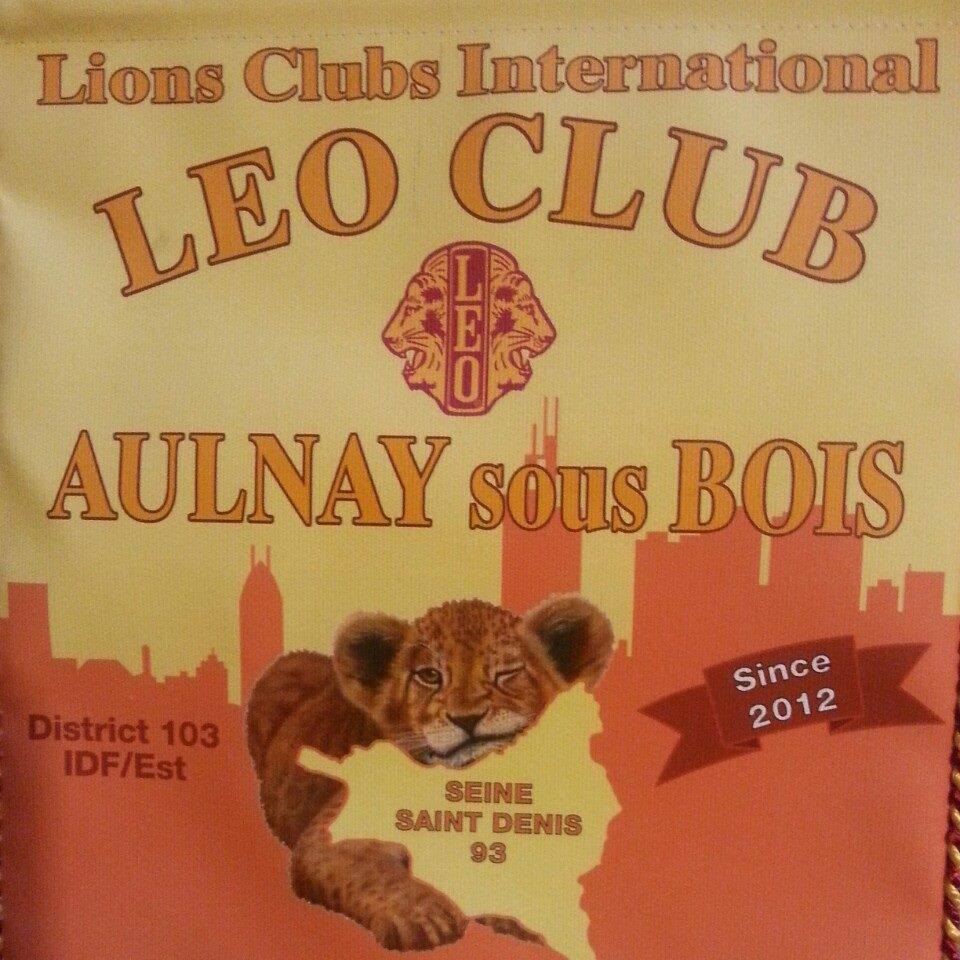 Lions Clubs International
LEO CLUB
LEO
AULNAY sous BOIS
Since
2012
District 103
IDF/Est
SEINE
SAINT DENIS
93